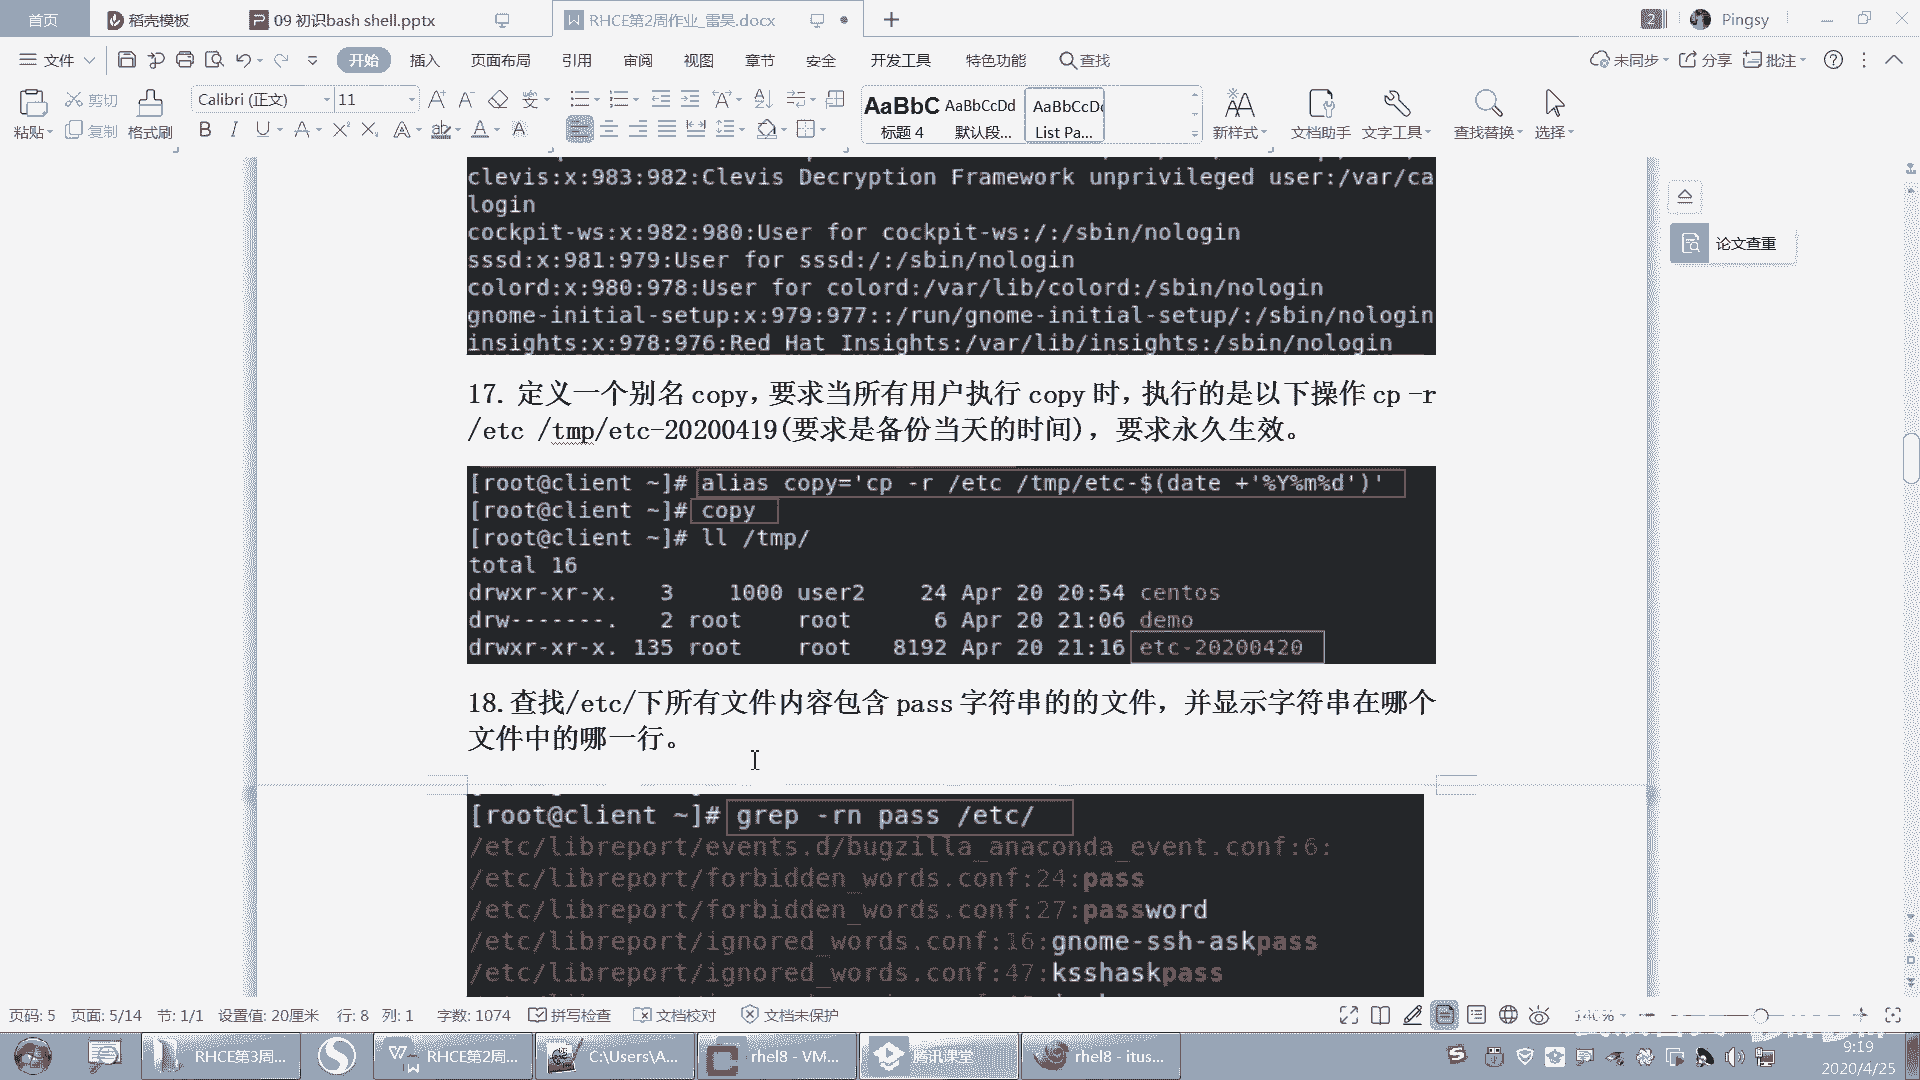 首页
稻壳模板
09 初识bash shell.pptx
RHCE第2周作业_雷昊.docx
2
Pingsy
文件
开始
插入
页面布局
引用
审阅
视图
章节
安全
开发工具
特色功能
查找
未同步
分享
批注
粘贴
剪切
复制
格式刷
Calibri (正文)
11
AaBbC
标题 4
AaBbCcDd
默认段...
AaBbCcD
List Pa...
新样式
文档助手
文字工具
查找替换
选择
论文查重
clevis:x:983:982:Clevis Decryption Framework unprivileged user:/var/ca
login
cockpit-ws:x:982:980:User for cockpit-ws:/:/sbin/nologin
sssd:x:981:979:User for sssd:/:/sbin/nologin
colord:x:980:978:User for colord:/var/lib/colord:/sbin/nologin
gnome-initial-setup:x:979:977::/run/gnome-initial-setup/:/sbin/nologin
insights:x:978:976:Red Hat Insights:/var/lib/insights:/sbin/nologin
17. 定义一个别名 copy，要求当所有用户执行 copy 时，执行的是以下操作 cp -r
/etc /tmp/etc-20200419(要求是备份当天的时间)，要求永久生效。
[root@client ~]# alias copy='cp -r /etc /tmp/etc-$(date +'%Y%m%d')'
[root@client ~]# copy
[root@client ~]# ll /tmp/
total 16
drwxr-xr-x. 3 1000 user2 24 Apr 20 20:54 centos
drw-------. 2 root root 6 Apr 20 21:06 demo
drwxr-xr-x. 135 root root 8192 Apr 20 21:16 etc-20200420
18.查找/etc/下所有文件内容包含 pass 字符串的的文件，并显示字符串在哪个
文件中的哪一行。
[root@client ~]# grep -rn pass /etc/
/etc/libreport/events.d/bugzilla_anaconda_event.conf:6:
/etc/libreport/forbidden_words.conf:24:pass
/etc/libreport/forbidden_words.conf:27:password
/etc/libreport/ignored_words.conf:16:gnome-ssh-askpass
/etc/libreport/ignored_words.conf:47:ksshaskpass
页码: 5
页面: 5/14
节: 1/1
设置值: 20厘米
行: 8
列: 1
字数: 1074
拼写检查
文档校对
文档未保护
140%
RHCE第3周...
RHCE第2周...
C:\Users\A...
rhel8 - VM...
腾讯课堂
rhel8 - itus...
9:19
2020/4/25